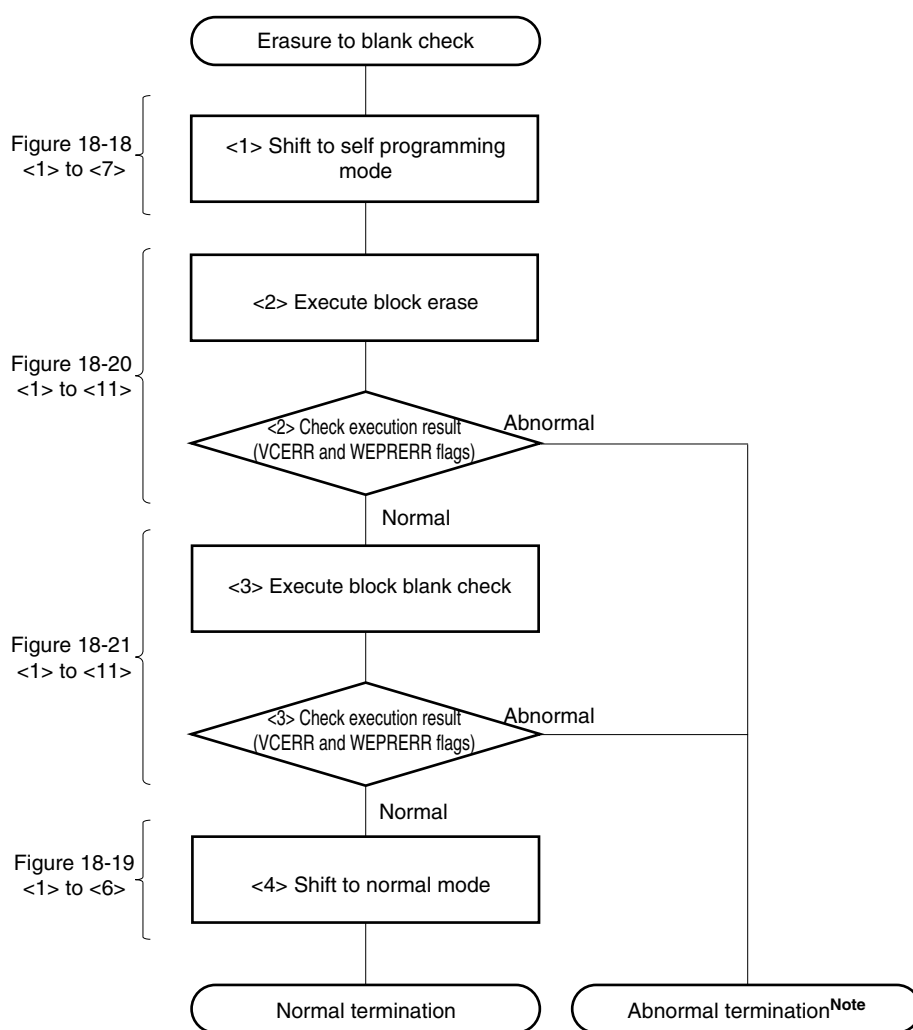 Erasure to blank check
Figure 18-18
<1> to <7>
<1> Shift to self programming
mode
Figure 18-20
<1> to <11>
<2> Execute block erase
<2> Check execution result
(VCERR and WEPRERR flags)
Abnormal
Normal
Figure 18-21
<1> to <11>
<3> Execute block blank check
<3> Check execution result
(VCERR and WEPRERR flags)
Abnormal
Normal
Figure 18-19
<1> to <6>
<4> Shift to normal mode
Normal termination
Abnormal termination Note